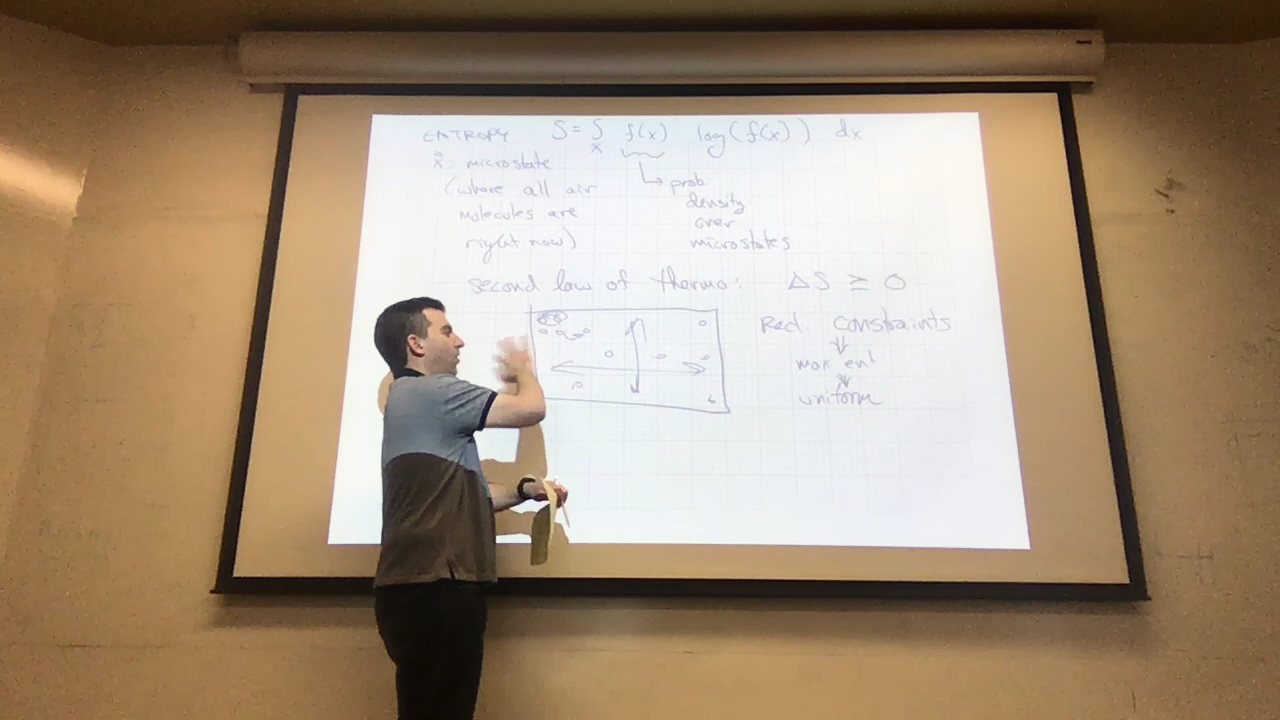 ENTROPY S = ∫ f(x) log(f(x)) dx
x
x⃗: microstate
(where all air
molecules are
right now)
↳ prob
density
over
microstates
second law of thermo: ΔS ≥ 0
Red. constraints
⇓
max ent
⇓
uniform